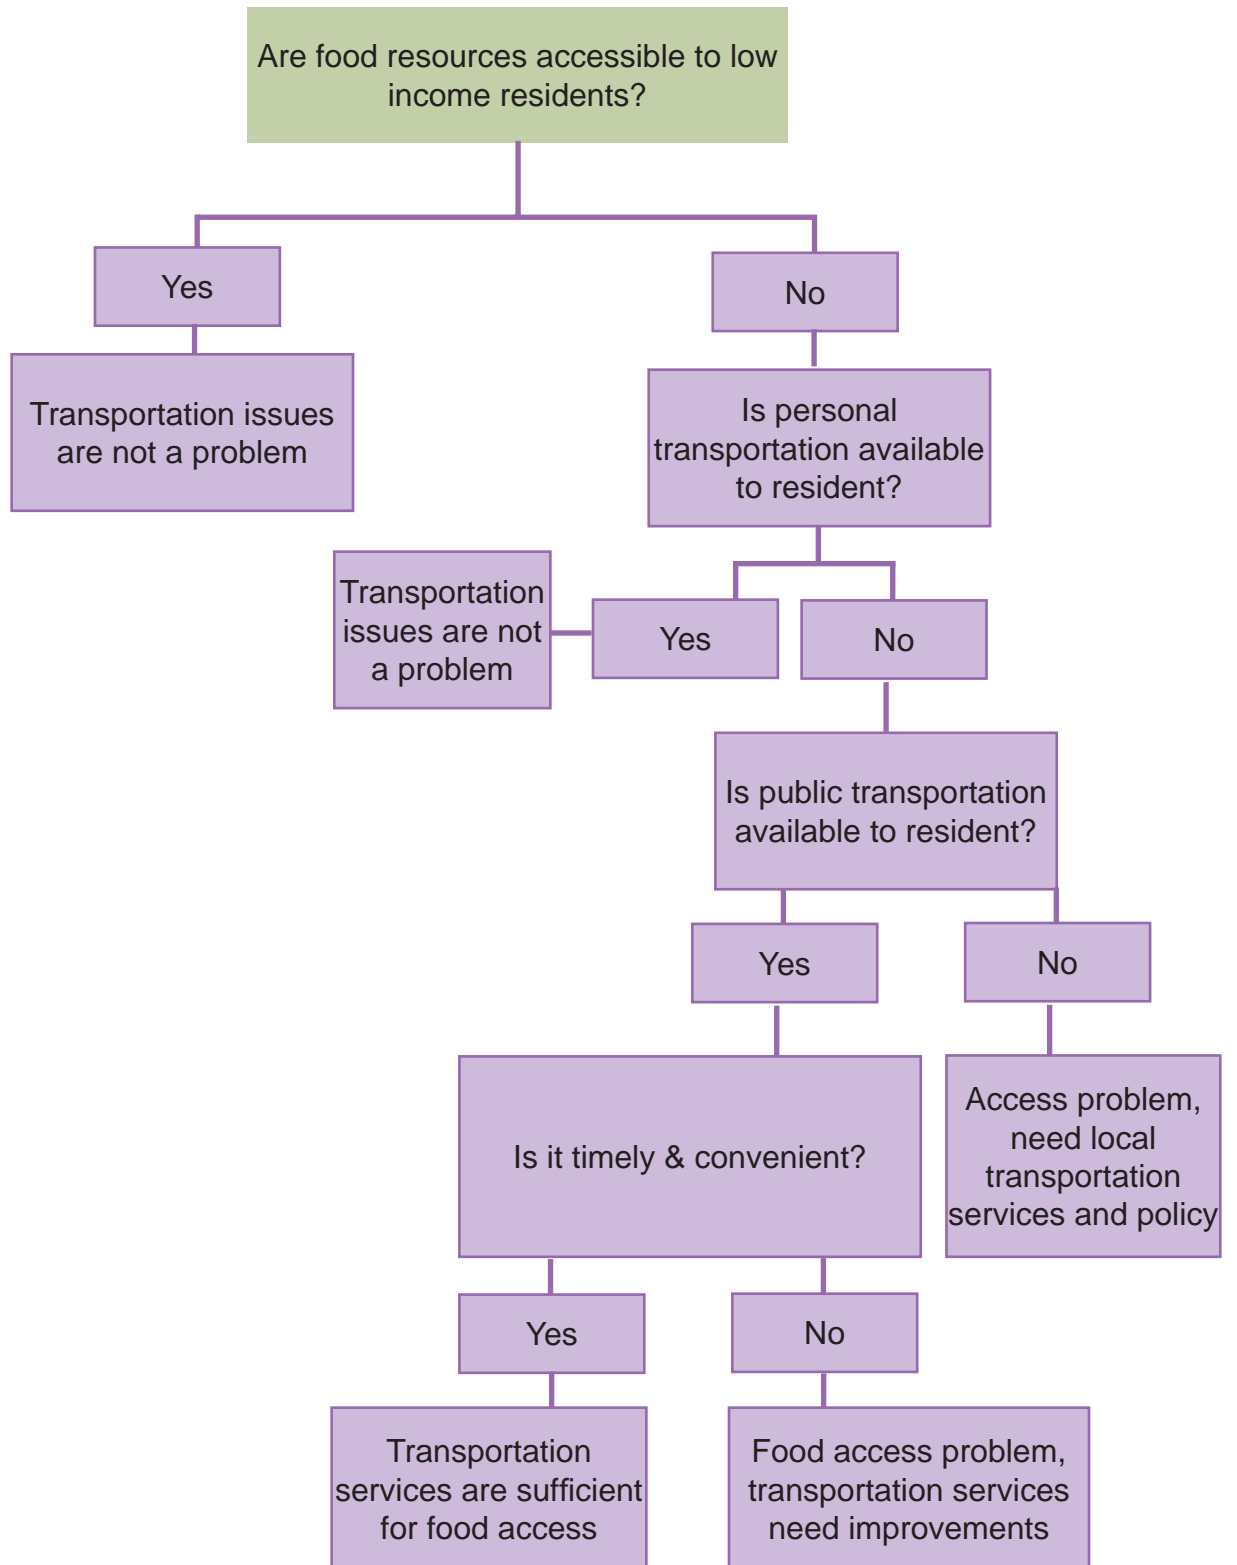 Are food resources accessible to low
income residents?
Yes
No
Transportation issues
are not a problem
Is personal
transportation available
to resident?
Transportation
issues are not
a problem
Yes
No
Is public transportation
available to resident?
Yes
No
Is it timely & convenient?
Access problem,
need local
transportation
services and policy
Yes
No
Transportation
services are sufficient
for food access
Food access problem,
transportation services
need improvements